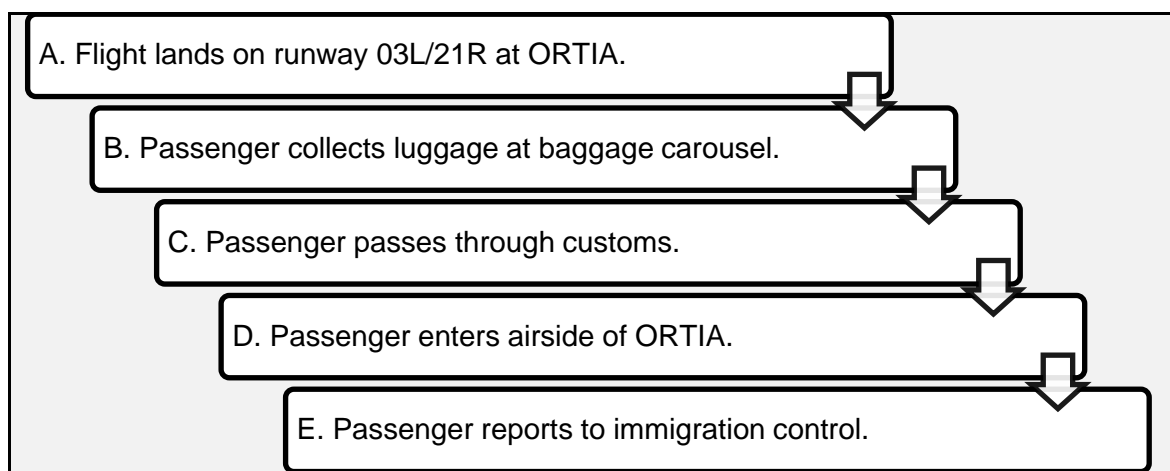 A. Flight lands on runway 03L/21R at ORTIA.
B. Passenger collects luggage at baggage carousel.
C. Passenger passes through customs.
D. Passenger enters airside of ORTIA.
E. Passenger reports to immigration control.